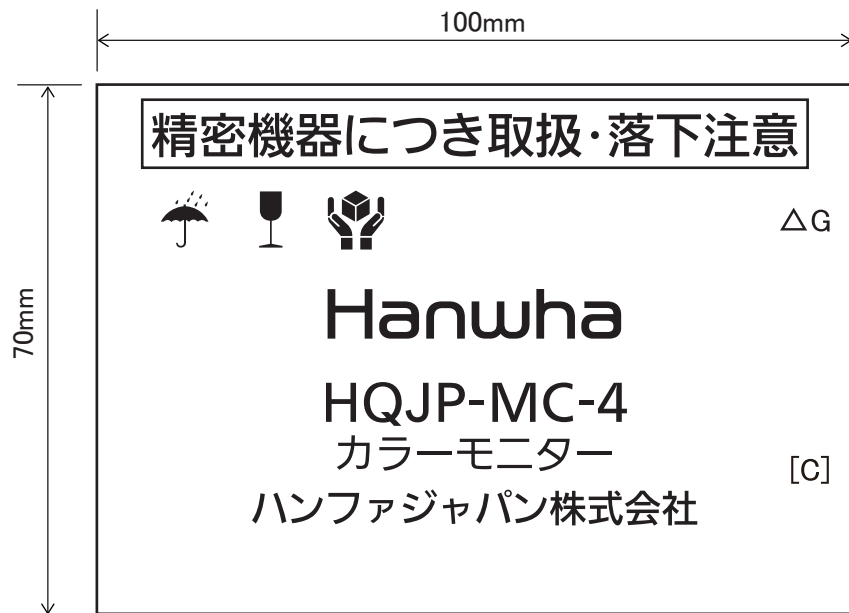 100mm
70mm
精密機器につき取扱・落下注意
△G
Hanwha
HQJP-MC-4
カラーモニター
[C]
ハンファジャパン株式会社